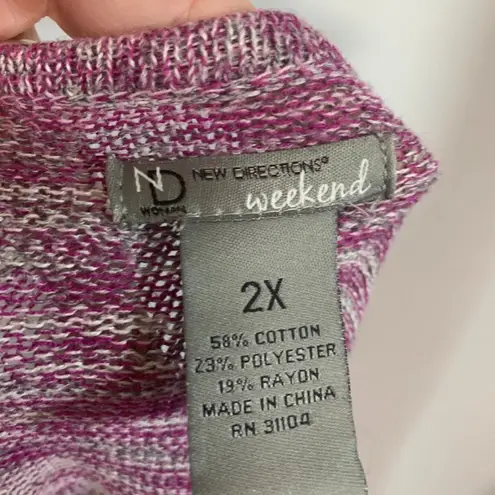 ND NEW DIRECTIONS®
WOMAN weekend
2X
58% COTTON
23% POLYESTER
19% RAYON
MADE IN CHINA
RN 31104